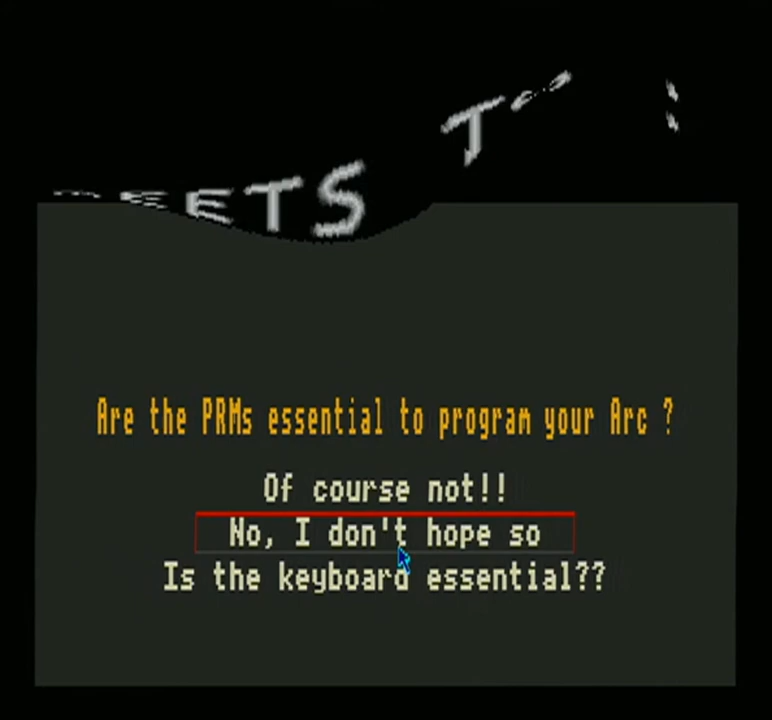 EETS T
Are the PRMs essential to program your Arc ?
Of course not!!
No, I don't hope so
Is the keyboard essential??